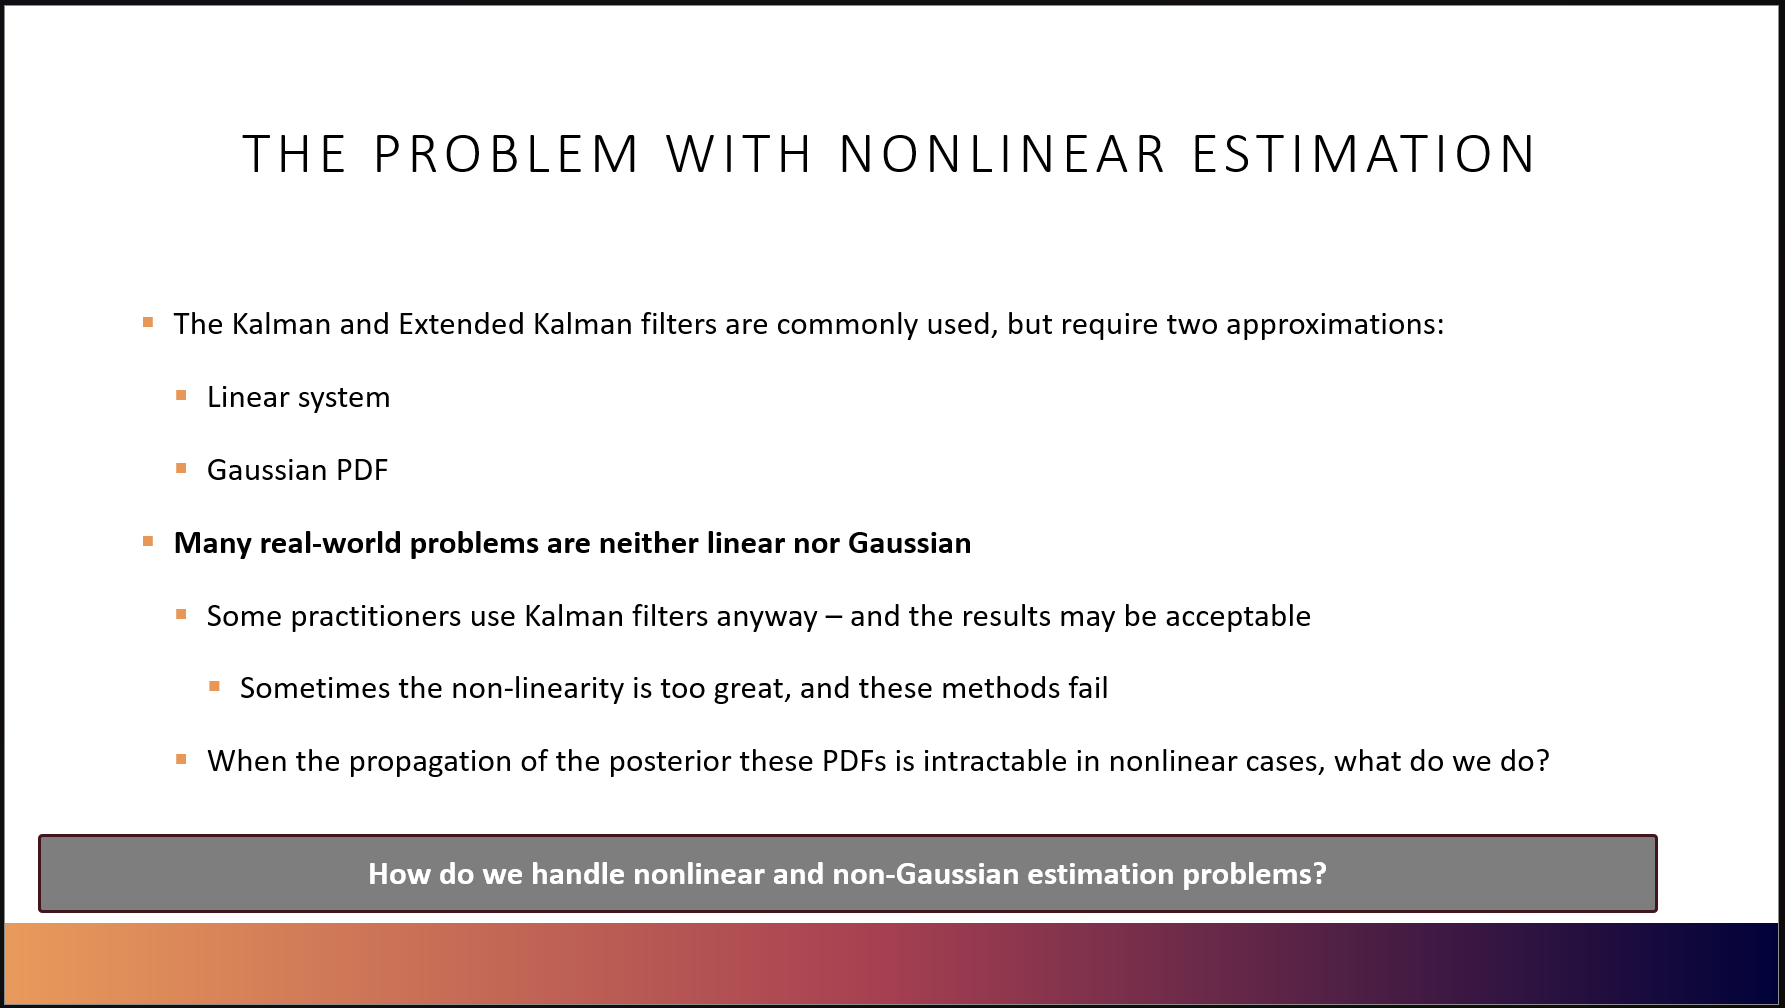 THE PROBLEM WITH NONLINEAR ESTIMATION
The Kalman and Extended Kalman filters are commonly used, but require two approximations:
Linear system
Gaussian PDF
Many real-world problems are neither linear nor Gaussian
Some practitioners use Kalman filters anyway – and the results may be acceptable
Sometimes the non-linearity is too great, and these methods fail
When the propagation of the posterior these PDFs is intractable in nonlinear cases, what do we do?
How do we handle nonlinear and non-Gaussian estimation problems?